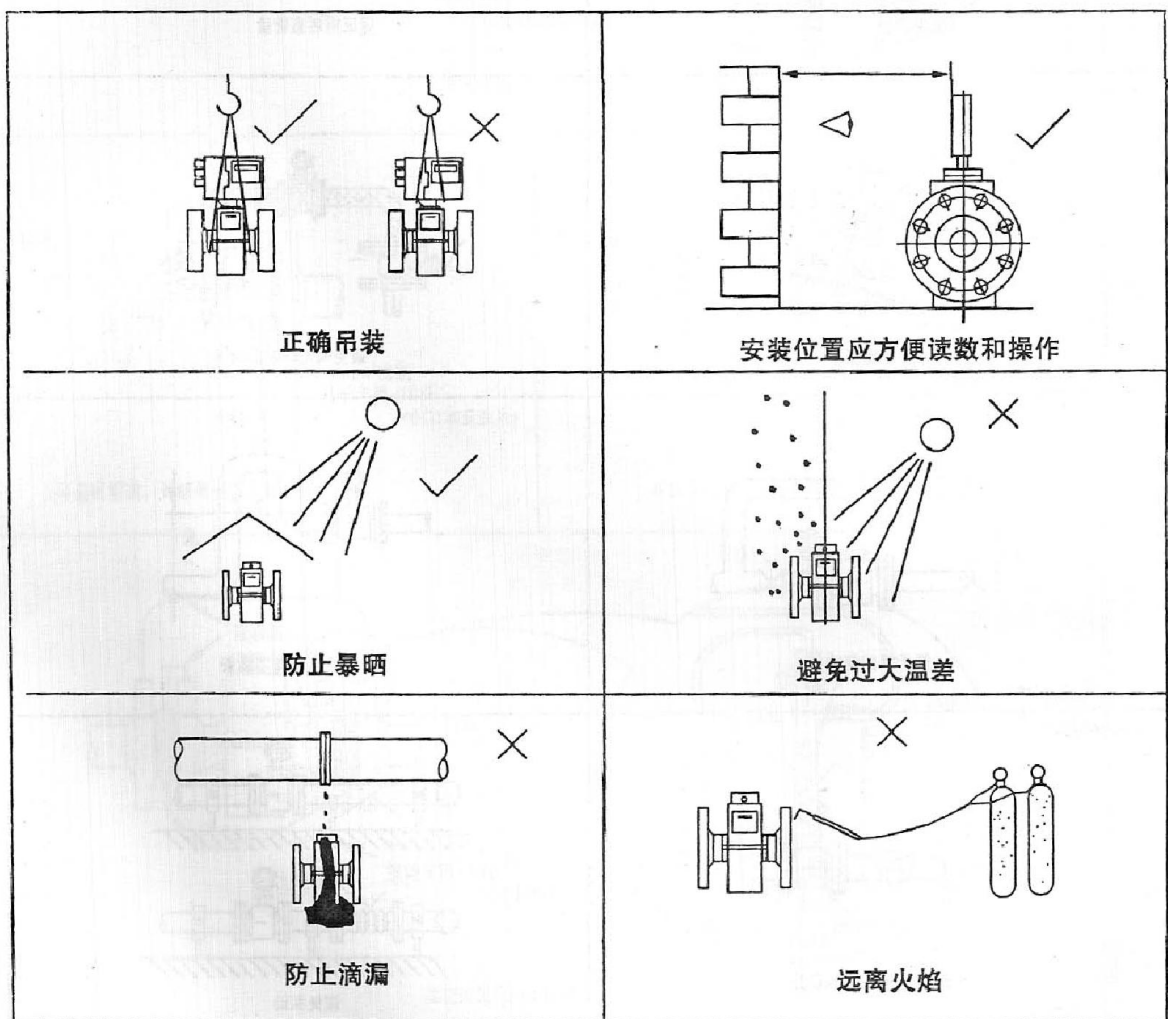 正确吊装
安装位置应方便读数和操作
防止暴晒
避免过大温差
防止滴漏
远离火焰